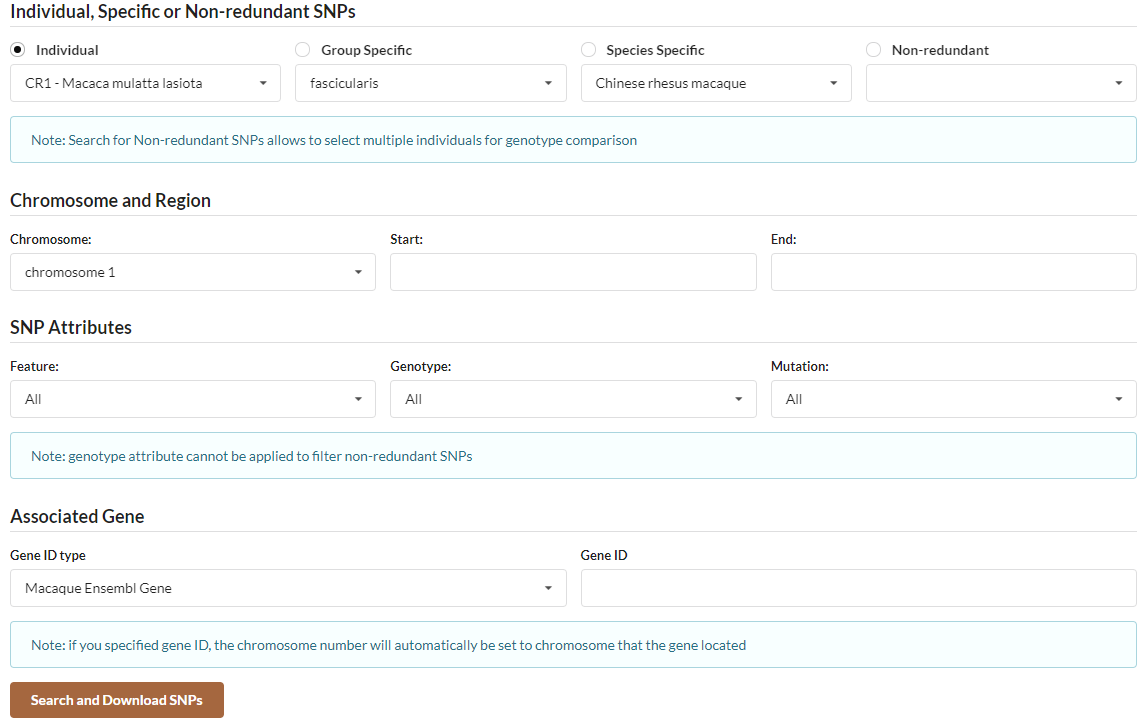 Individual, Specific or Non-redundant SNPs
Individual
Group Specific
Species Specific
Non-redundant
CR1 - Macaca mulatta lasiota
fascicularis
Chinese rhesus macaque
Note: Search for Non-redundant SNPs allows to select multiple individuals for genotype comparison
Chromosome and Region
Chromosome:
Start:
End:
chromosome 1
SNP Attributes
Feature:
Genotype:
Mutation:
All
All
All
Note: genotype attribute cannot be applied to filter non-redundant SNPs
Associated Gene
Gene ID type
Gene ID
Macaque Ensembl Gene
Note: if you specified gene ID, the chromosome number will automatically be set to chromosome that the gene located
Search and Download SNPs